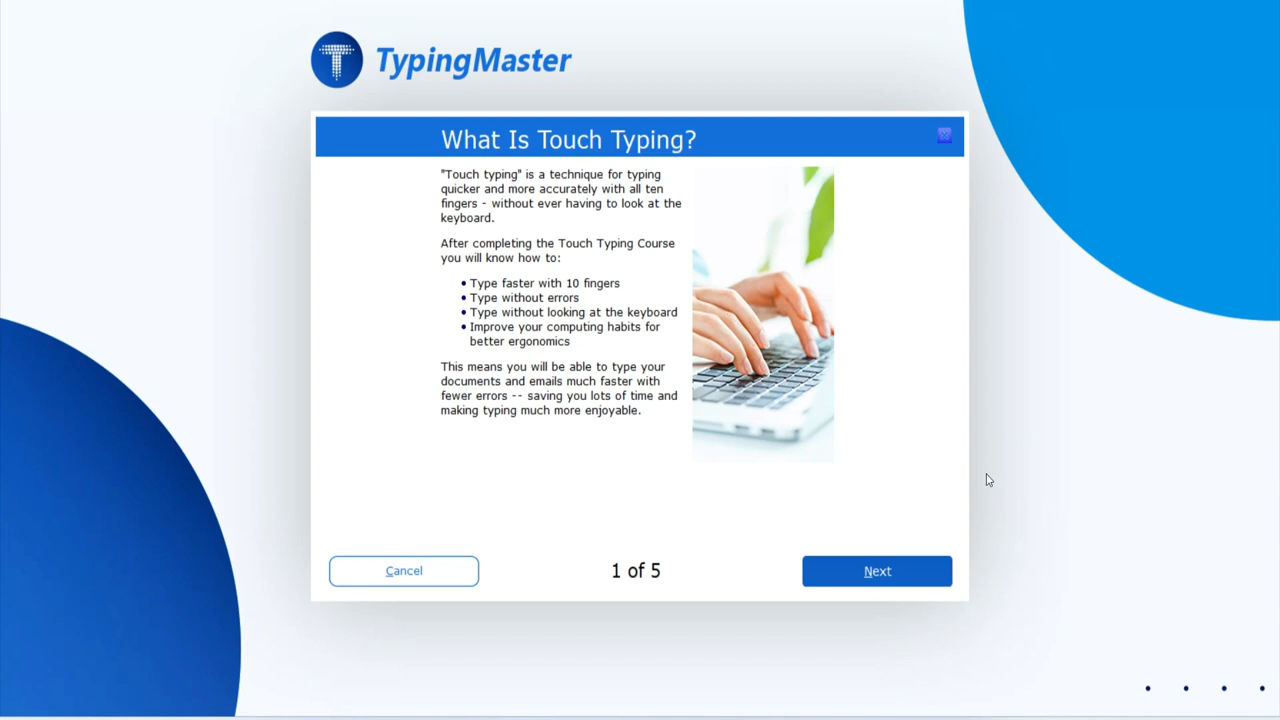 TypingMaster
What Is Touch Typing?
"Touch typing" is a technique for typing
quicker and more accurately with all ten
fingers - without ever having to look at the
keyboard.
After completing the Touch Typing Course
you will know how to:
• Type faster with 10 fingers
• Type without errors
• Type without looking at the keyboard
• Improve your computing habits for
better ergonomics
This means you will be able to type your
documents and emails much faster with
fewer errors -- saving you lots of time and
making typing much more enjoyable.
Cancel
1 of 5
Next